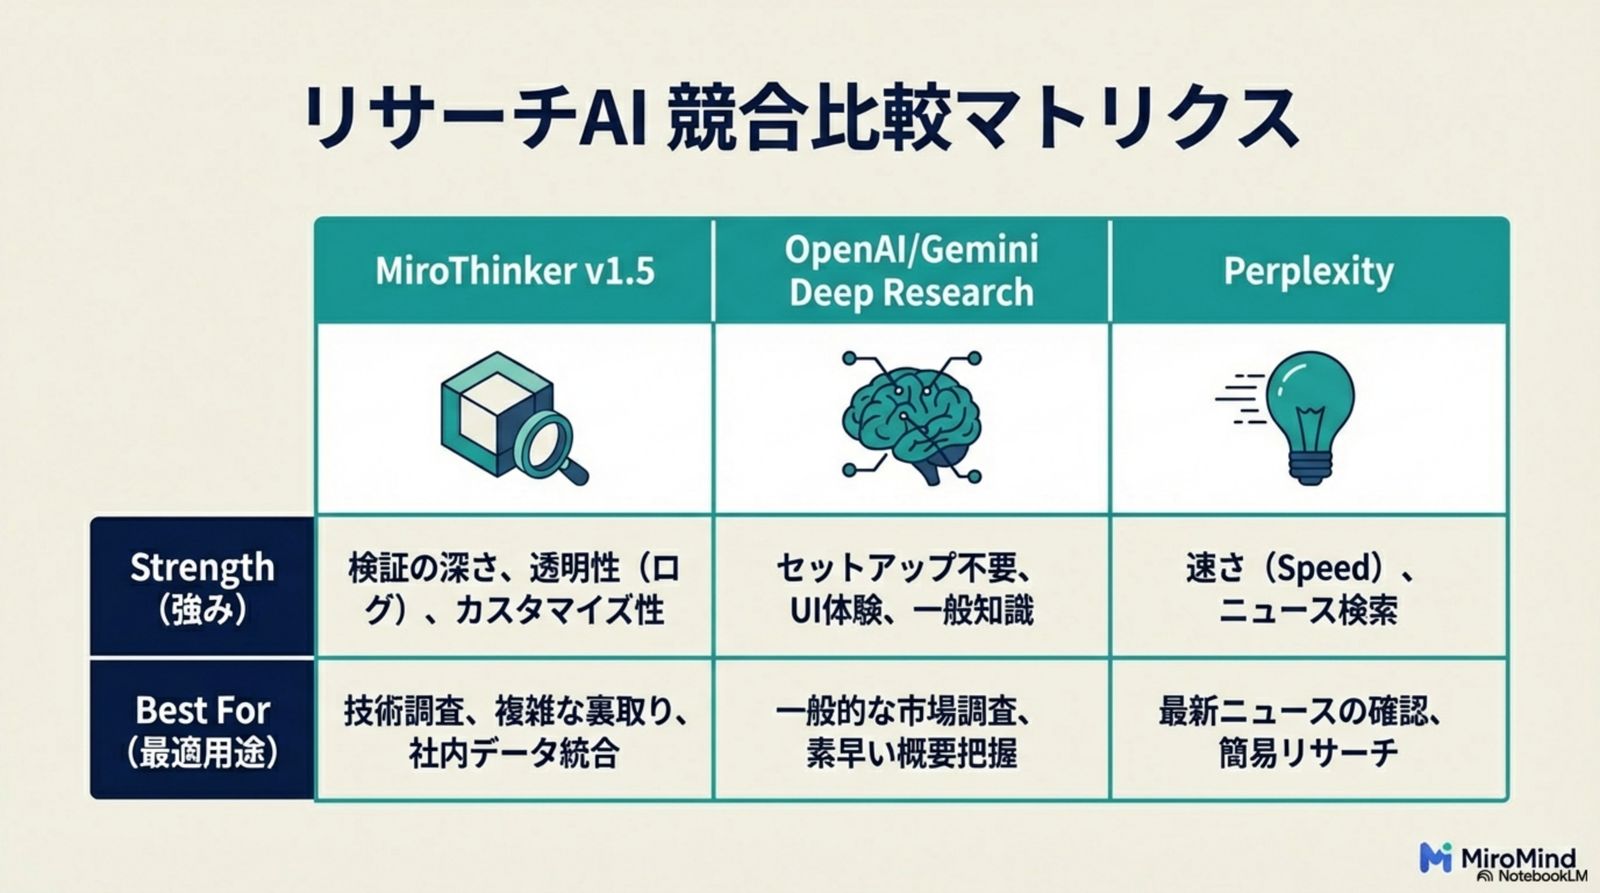 リサーチAI 競合比較マトリクス
MiroThinker v1.5
OpenAI/Gemini
Deep Research
Perplexity
Strength
（強み）
検証の深さ、透明性（ロ
グ）、カスタマイズ性
セットアップ不要、
UI体験、一般知識
速さ（Speed）、
ニュース検索
Best For
（最適用途）
技術調査、複雑な裏取り、
社内データ統合
一般的な市場調査、
素早い概要把握
最新ニュースの確認、
簡易リサーチ
MiroMind
NotebookLM